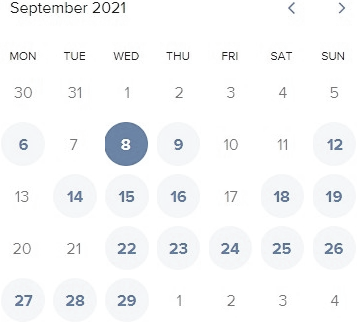 September 2021
MON TUE WED THU FRI SAT SUN
30 31 1 2 3 4 5
6 7 8 9 10 11 12
13 14 15 16 17 18 19
20 21 22 23 24 25 26
27 28 29 1 2 3 4